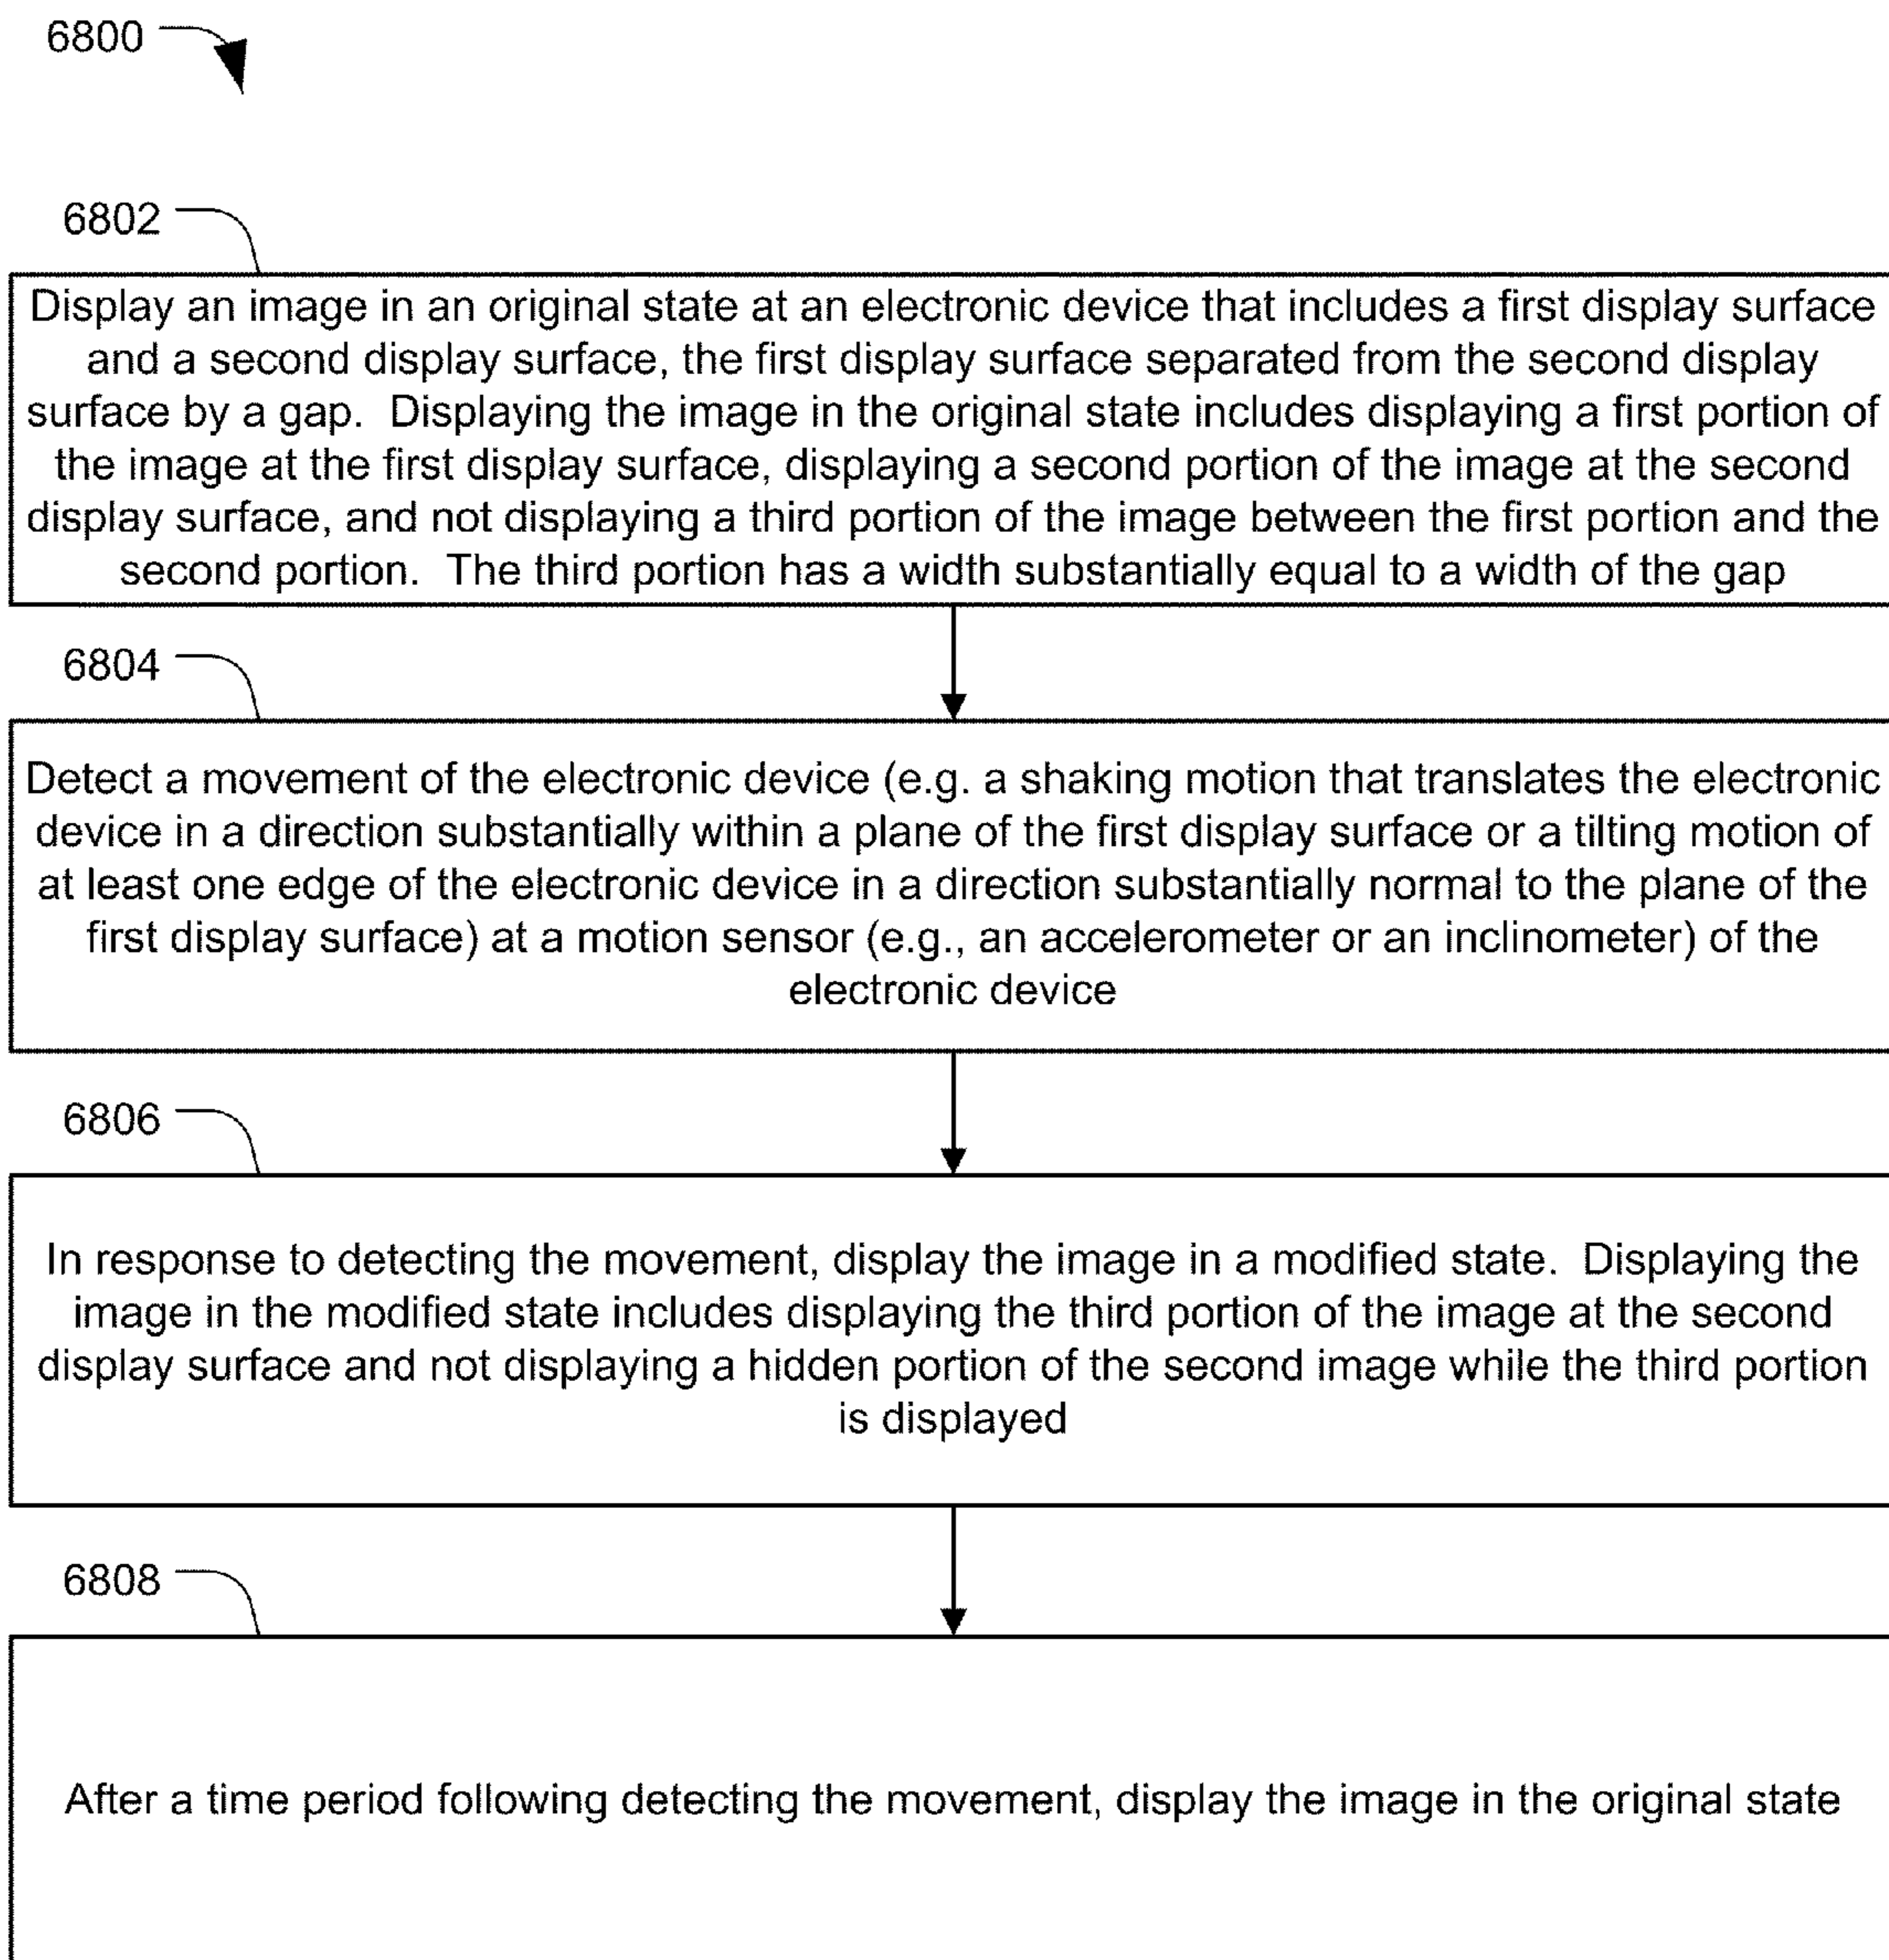 6800
6802
Display an image in an original state at an electronic device that includes a first display surface
and a second display surface, the first display surface separated from the second display
surface by a gap.  Displaying the image in the original state includes displaying a first portion of
the image at the first display surface, displaying a second portion of the image at the second
display surface, and not displaying a third portion of the image between the first portion and the
second portion.  The third portion has a width substantially equal to a width of the gap
6804
Detect a movement of the electronic device (e.g. a shaking motion that translates the electronic
device in a direction substantially within a plane of the first display surface or a tilting motion of
at least one edge of the electronic device in a direction substantially normal to the plane of the
first display surface) at a motion sensor (e.g., an accelerometer or an inclinometer) of the
electronic device
6806
In response to detecting the movement, display the image in a modified state.  Displaying the
image in the modified state includes displaying the third portion of the image at the second
display surface and not displaying a hidden portion of the second image while the third portion
is displayed
6808
After a time period following detecting the movement, display the image in the original state